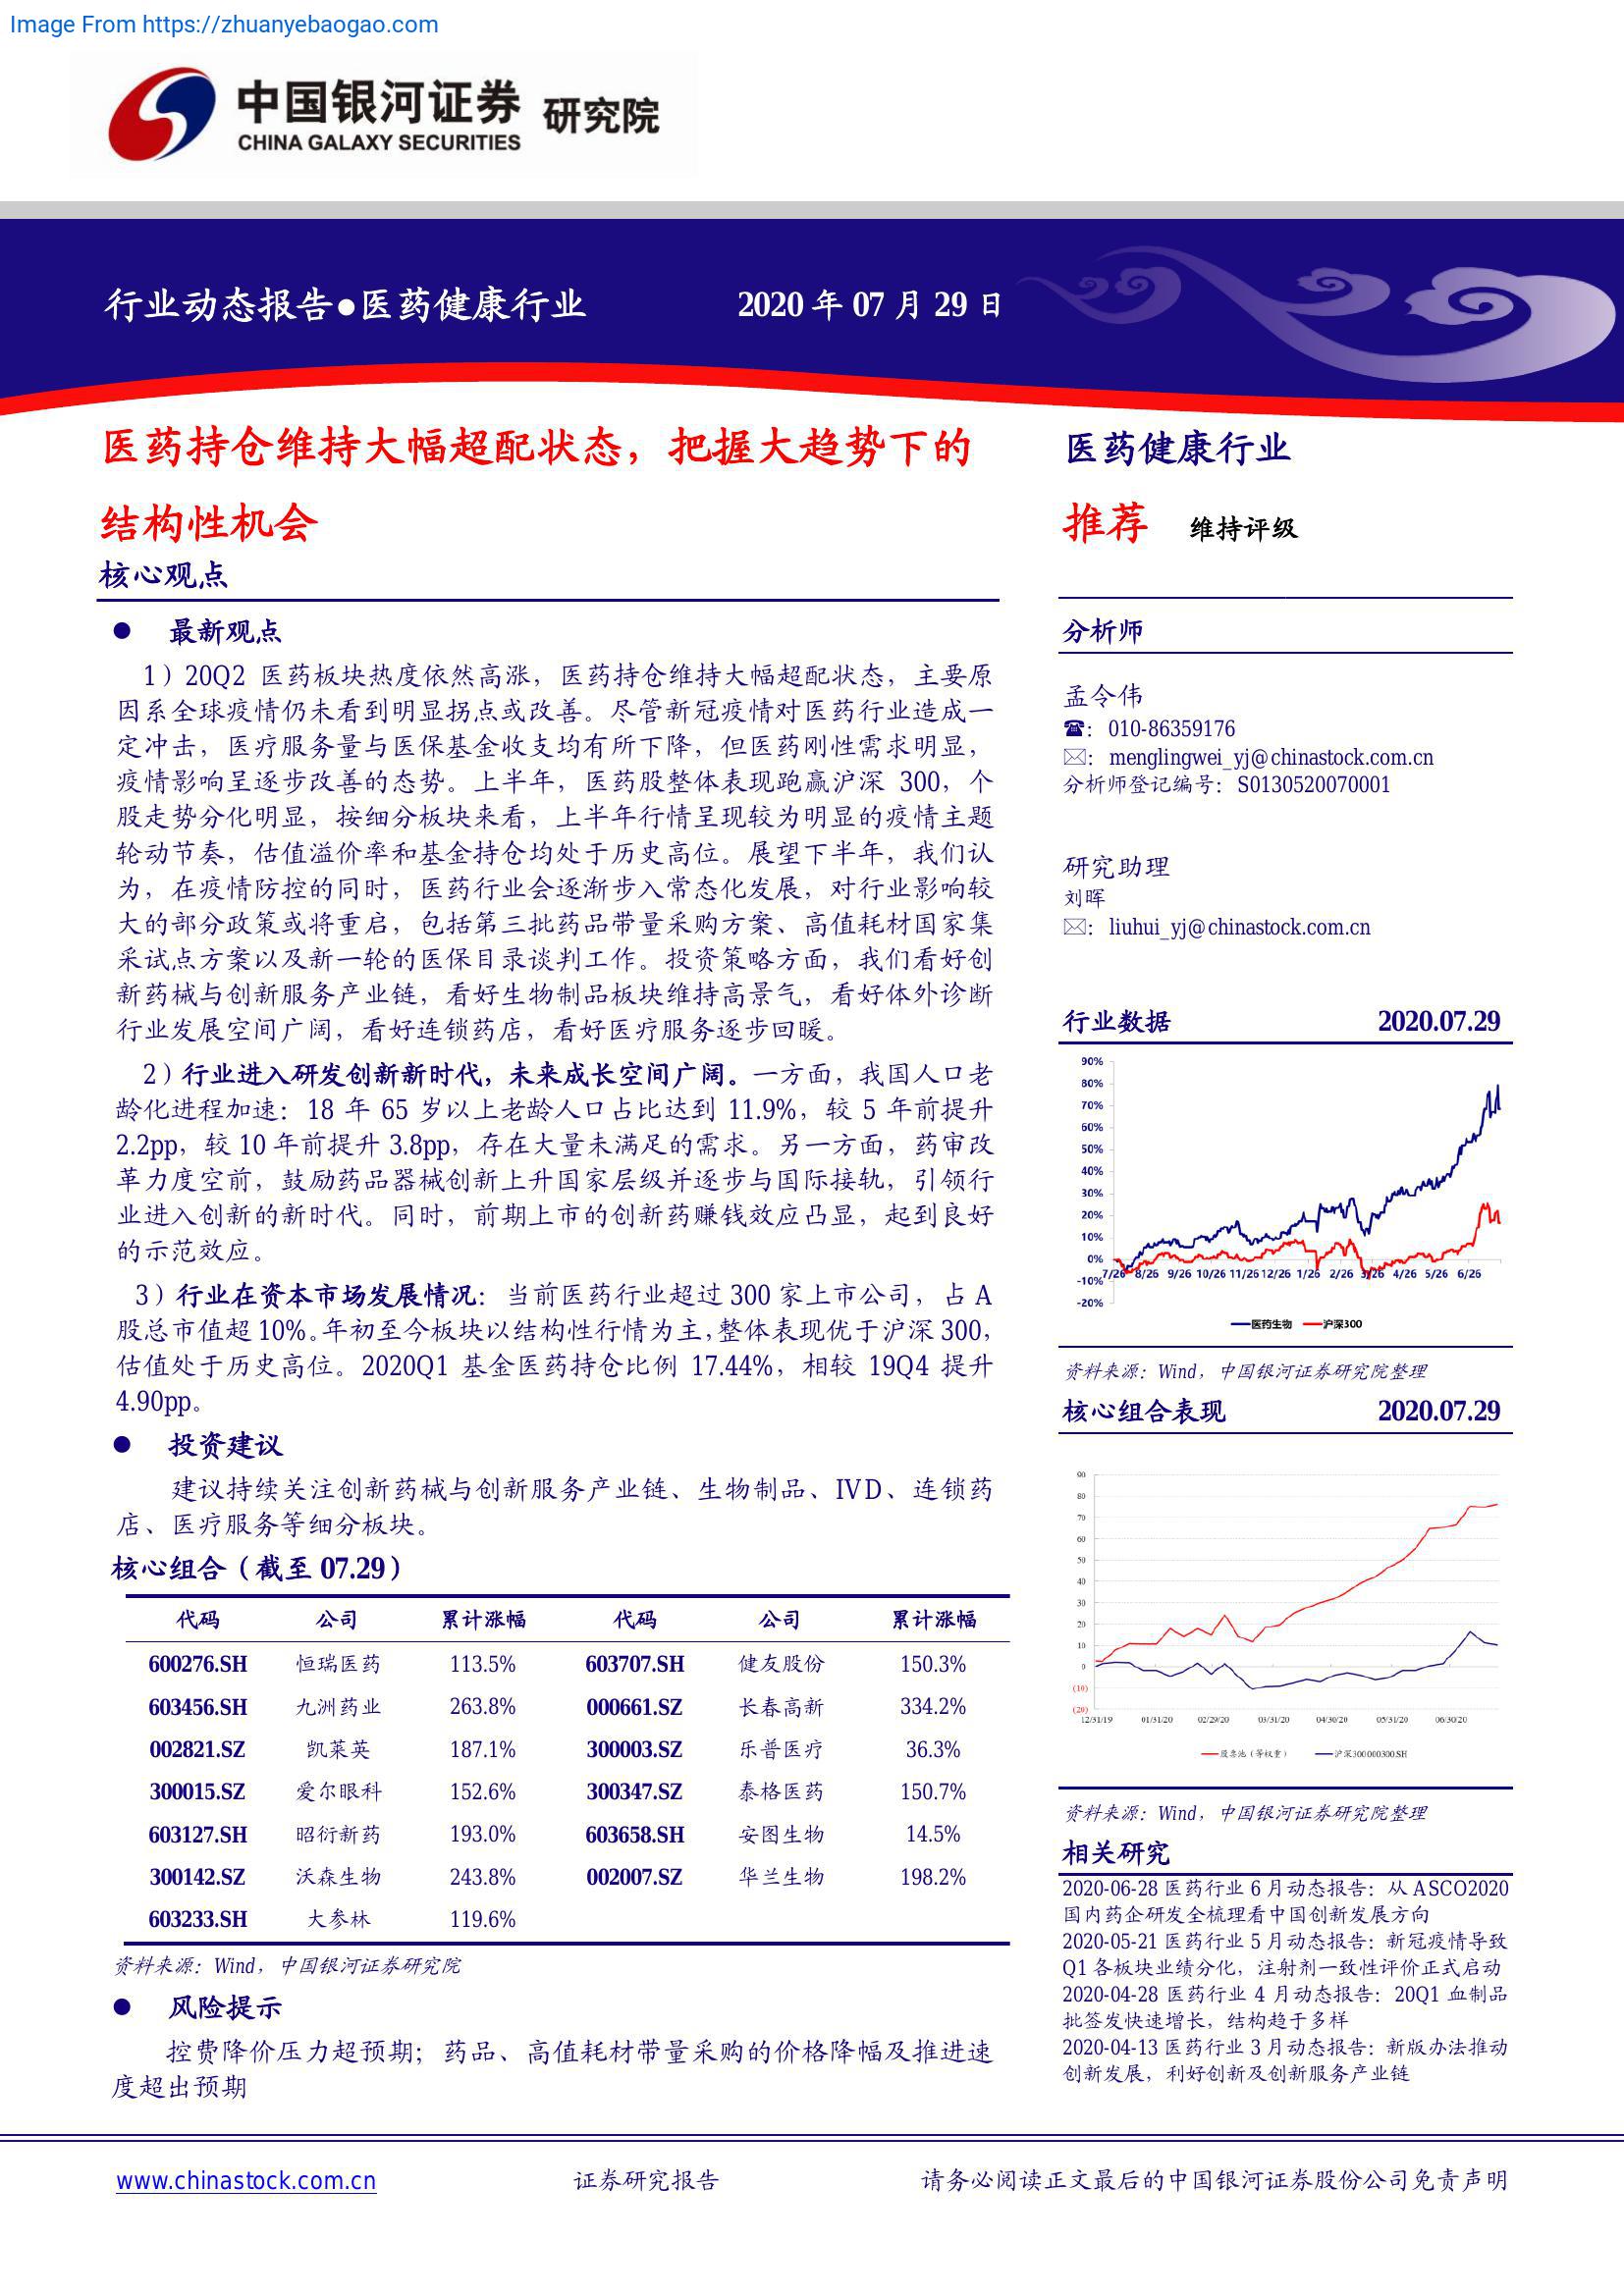 Image From https://zhuanyebaogao.com
中国银河证券 研究院
CHINA GALAXY SECURITIES
行业动态报告●医药健康行业 2020 年 07 月 29 日
医药持仓维持大幅超配状态，把握大趋势下的
结构性机会
核心观点
● 最新观点
1）20Q2 医药板块热度依然高涨，医药持仓维持大幅超配状态，主要原
因系全球疫情仍未看到明显拐点或改善。尽管新冠疫情对医药行业造成一
定冲击，医疗服务量与医保基金收支均有所下降，但医药刚性需求明显，
疫情影响呈逐步改善的态势。上半年，医药股整体表现跑赢沪深 300，个
股走势分化明显，按细分板块来看，上半年行情呈现较为明显的疫情主题
轮动节奏，估值溢价率和基金持仓均处于历史高位。展望下半年，我们认
为，在疫情防控的同时，医药行业会逐渐步入常态化发展，对行业影响较
大的部分政策或将重启，包括第三批药品带量采购方案、高值耗材国家集
采试点方案以及新一轮的医保目录谈判工作。投资策略方面，我们看好创
新药械与创新服务产业链，看好生物制品板块维持高景气，看好体外诊断
行业发展空间广阔，看好连锁药店，看好医疗服务逐步回暖。
2）行业进入研发创新新时代，未来成长空间广阔。一方面，我国人口老
龄化进程加速：18 年 65 岁以上老龄人口占比达到 11.9%，较 5 年前提升
2.2pp，较 10 年前提升 3.8pp，存在大量未满足的需求。另一方面，药审改
革力度空前，鼓励药品器械创新上升国家层级并逐步与国际接轨，引领行
业进入创新的新时代。同时，前期上市的创新药赚钱效应凸显，起到良好
的示范效应。
3）行业在资本市场发展情况：当前医药行业超过 300 家上市公司，占 A
股总市值超 10%。年初至今板块以结构性行情为主，整体表现优于沪深 300，
估值处于历史高位。2020Q1 基金医药持仓比例 17.44%，相较 19Q4 提升
4.90pp。
● 投资建议
建议持续关注创新药械与创新服务产业链、生物制品、IVD、连锁药
店、医疗服务等细分板块。
核心组合（截至 07.29）
代码 公司 累计涨幅 代码 公司 累计涨幅
600276.SH 恒瑞医药 113.5% 603707.SH 健友股份 150.3%
603456.SH 九洲药业 263.8% 000661.SZ 长春高新 334.2%
002821.SZ 凯莱英 187.1% 300003.SZ 乐普医疗 36.3%
300015.SZ 爱尔眼科 152.6% 300347.SZ 泰格医药 150.7%
603127.SH 昭衍新药 193.0% 603658.SH 安图生物 14.5%
300142.SZ 沃森生物 243.8% 002007.SZ 华兰生物 198.2%
603233.SH 大参林 119.6%
资料来源：Wind，中国银河证券研究院
● 风险提示
控费降价压力超预期；药品、高值耗材带量采购的价格降幅及推进速
度超出预期
医药健康行业
推荐 维持评级
分析师
孟令伟
☎：010-86359176
✉：menglingwei_yj@chinastock.com.cn
分析师登记编号：S0130520070001
研究助理
刘晖
✉：liuhui_yj@chinastock.com.cn
行业数据 2020.07.29
90%
80%
70%
60%
50%
40%
30%
20%
10%
0%
-10%
-20%
7/26 8/26 9/26 10/26 11/26 12/26 1/26 2/26 3/26 4/26 5/26 6/26
医药生物 沪深300
资料来源：Wind，中国银河证券研究院整理
核心组合表现 2020.07.29
90
80
70
60
50
40
30
20
10
0
(10)
(20)
12/31/19 01/31/20 02/29/20 03/31/20 04/30/20 05/31/20 06/30/20
股票池（等权重） 沪深300000300.SH
资料来源：Wind，中国银河证券研究院整理
相关研究
2020-06-28 医药行业 6 月动态报告：从 ASCO2020
国内药企研发全梳理看中国创新发展方向
2020-05-21 医药行业 5 月动态报告：新冠疫情导致
Q1 各板块业绩分化，注射剂一致性评价正式启动
2020-04-28 医药行业 4 月动态报告：20Q1 血制品
批签发快速增长，结构趋于多样
2020-04-13 医药行业 3 月动态报告：新版办法推动
创新发展，利好创新及创新服务产业链
www.chinastock.com.cn 证券研究报告 请务必阅读正文最后的中国银河证券股份公司免责声明